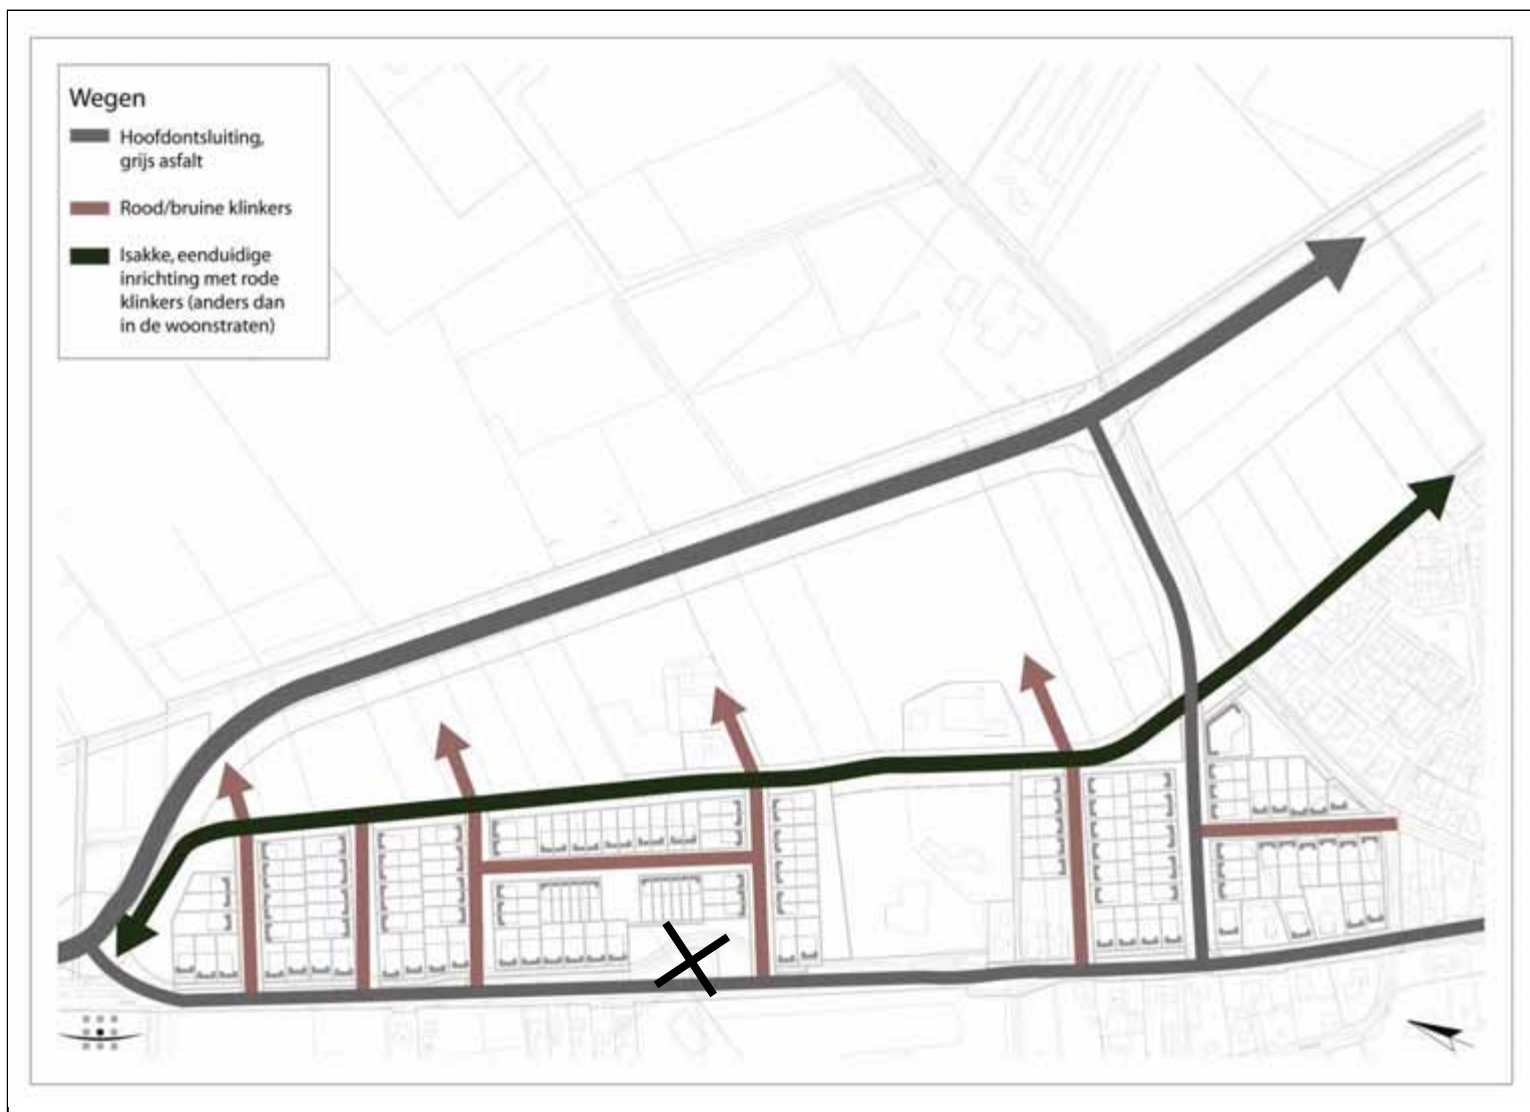 Wegen
Hoofdontsluiting,
grijs asfalt
Rood/bruine klinkers
Isakke, eenduidige
inrichting met rode
klinkers (anders dan
in de woonstraten)